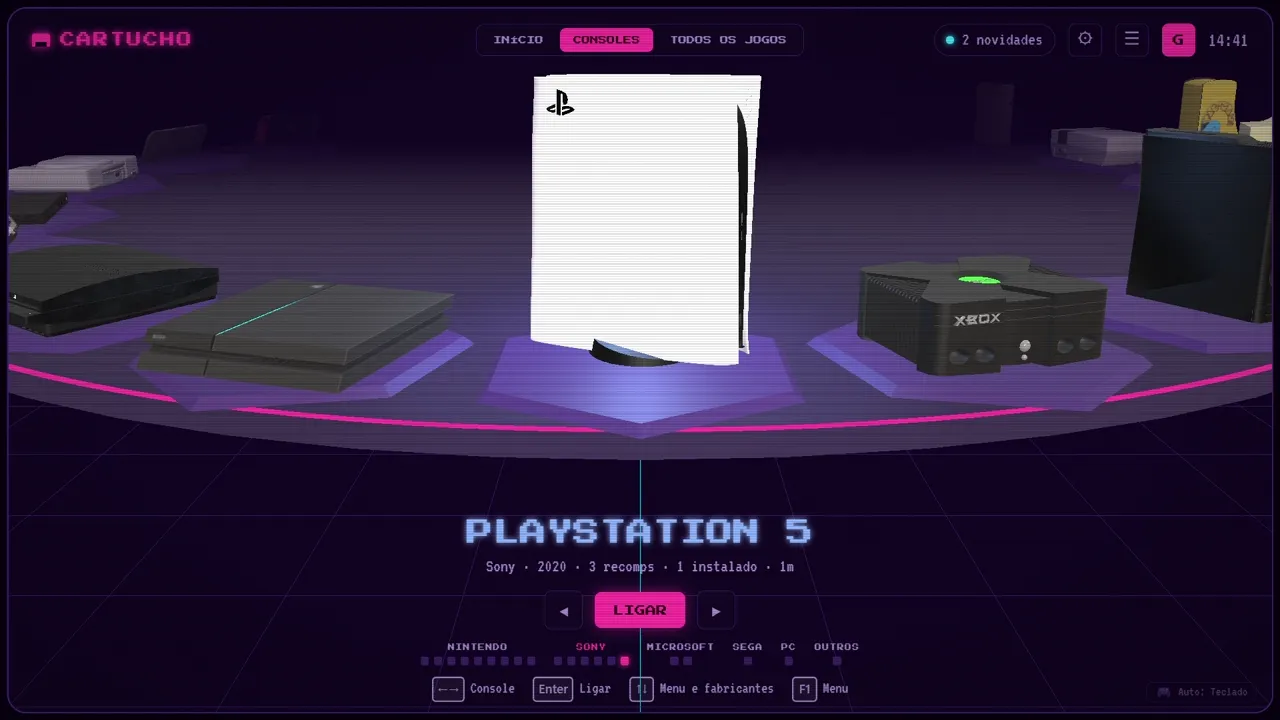 CARTUCHO
INICIO CONSOLES TODOS OS JOGOS
2 novidades
G
14:41
XBOX
PLAYSTATION 5
Sony · 2020 · 3 recomps · 1 instalado · 1m
◀ LIGAR ▶
NINTENDO SONY MICROSOFT SEGA PC OUTROS
←→ Console Enter Ligar ↑↓ Menu e fabricantes F1 Menu
Auto: Teclado